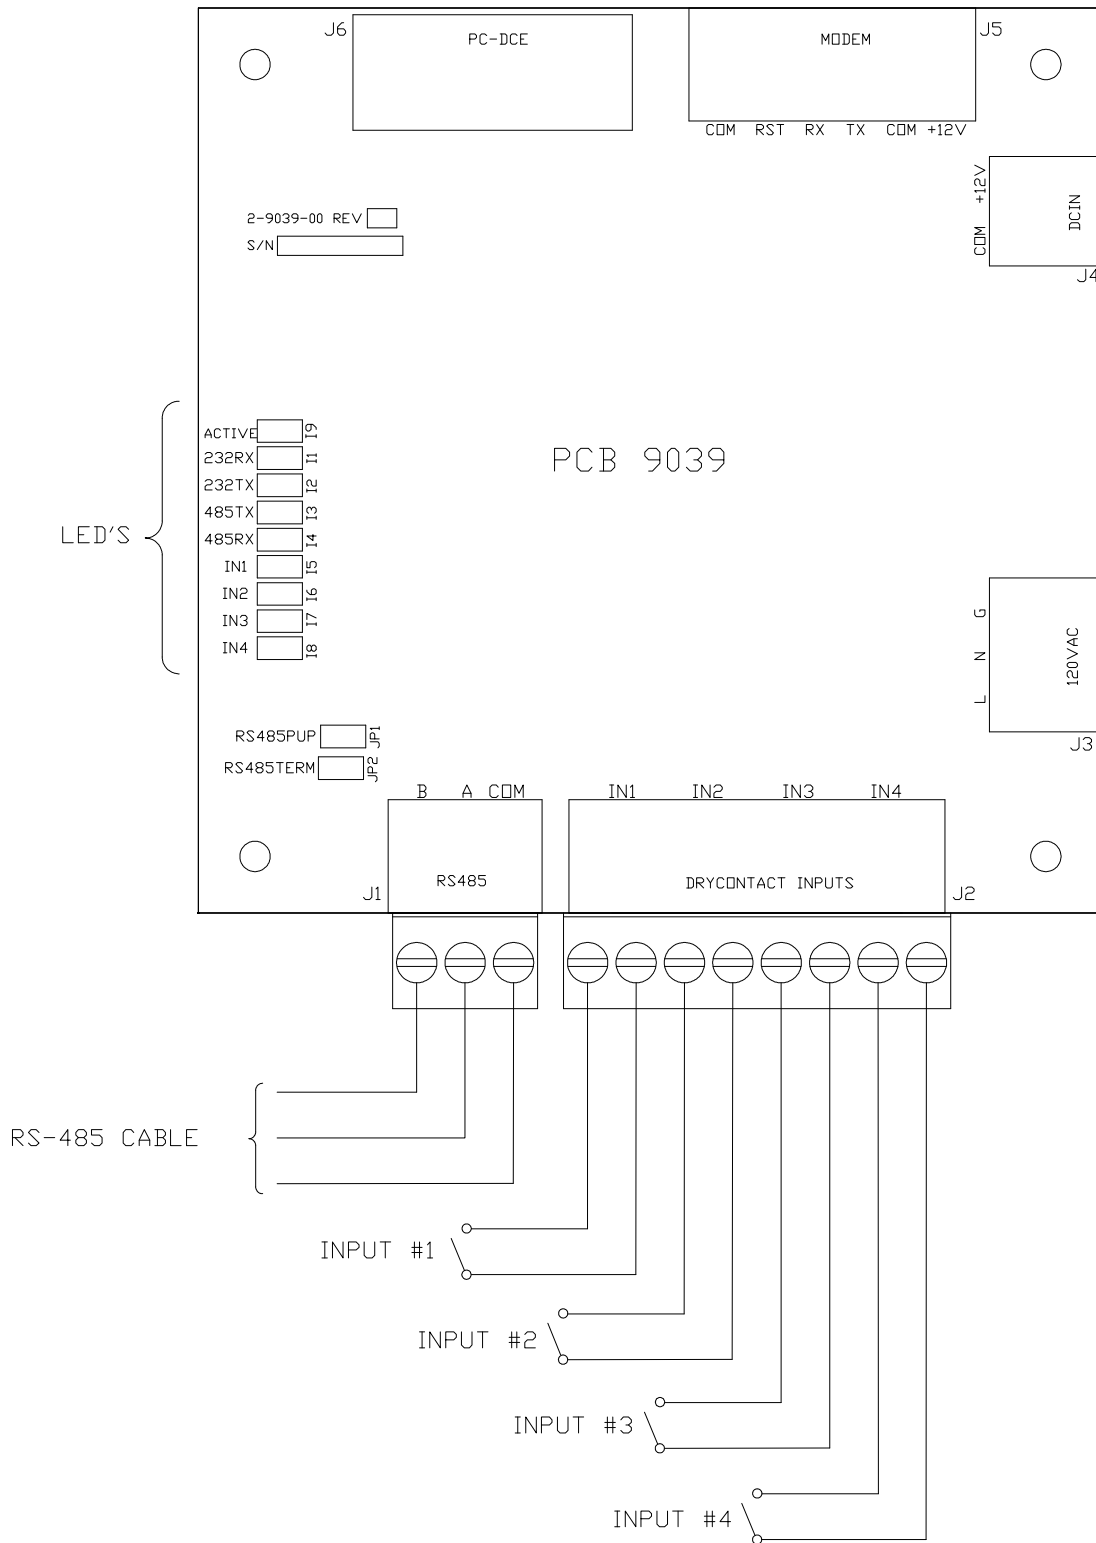 J6
PC-DCE
MODEM
J5
COM RST RX TX COM +12V
2-9039-00 REV
S/N
COM +12V
DCIN
J4
ACTIVE I9
232RX I1
232TX I2
485TX I3
485RX I4
IN1 I5
IN2 I6
IN3 I7
IN4 I8
LED'S
PCB 9039
L N G
120VAC
J3
RS485PUP JP1
RS485TERM JP2
B A COM
IN1 IN2 IN3 IN4
J1
RS485
DRYCONTACT INPUTS
J2
RS-485 CABLE
INPUT #1
INPUT #2
INPUT #3
INPUT #4